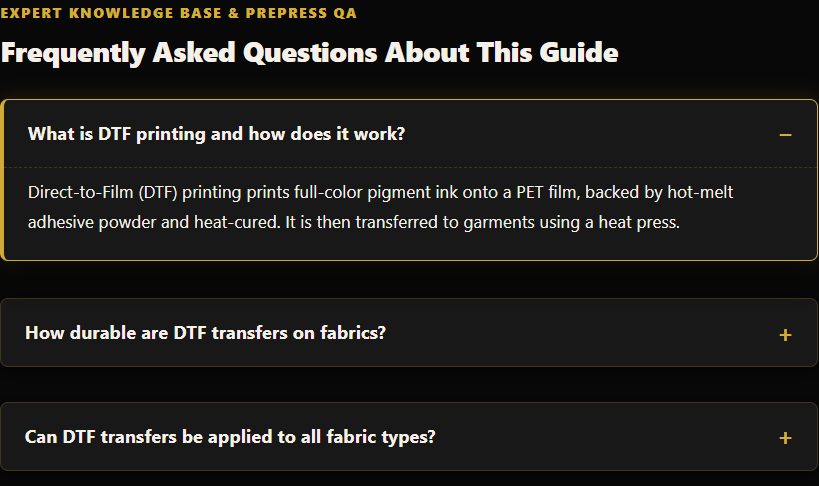 EXPERT KNOWLEDGE BASE & PREPRESS QA
Frequently Asked Questions About This Guide
What is DTF printing and how does it work?
Direct-to-Film (DTF) printing prints full-color pigment ink onto a PET film, backed by hot-melt
adhesive powder and heat-cured. It is then transferred to garments using a heat press.
How durable are DTF transfers on fabrics?
Can DTF transfers be applied to all fabric types?